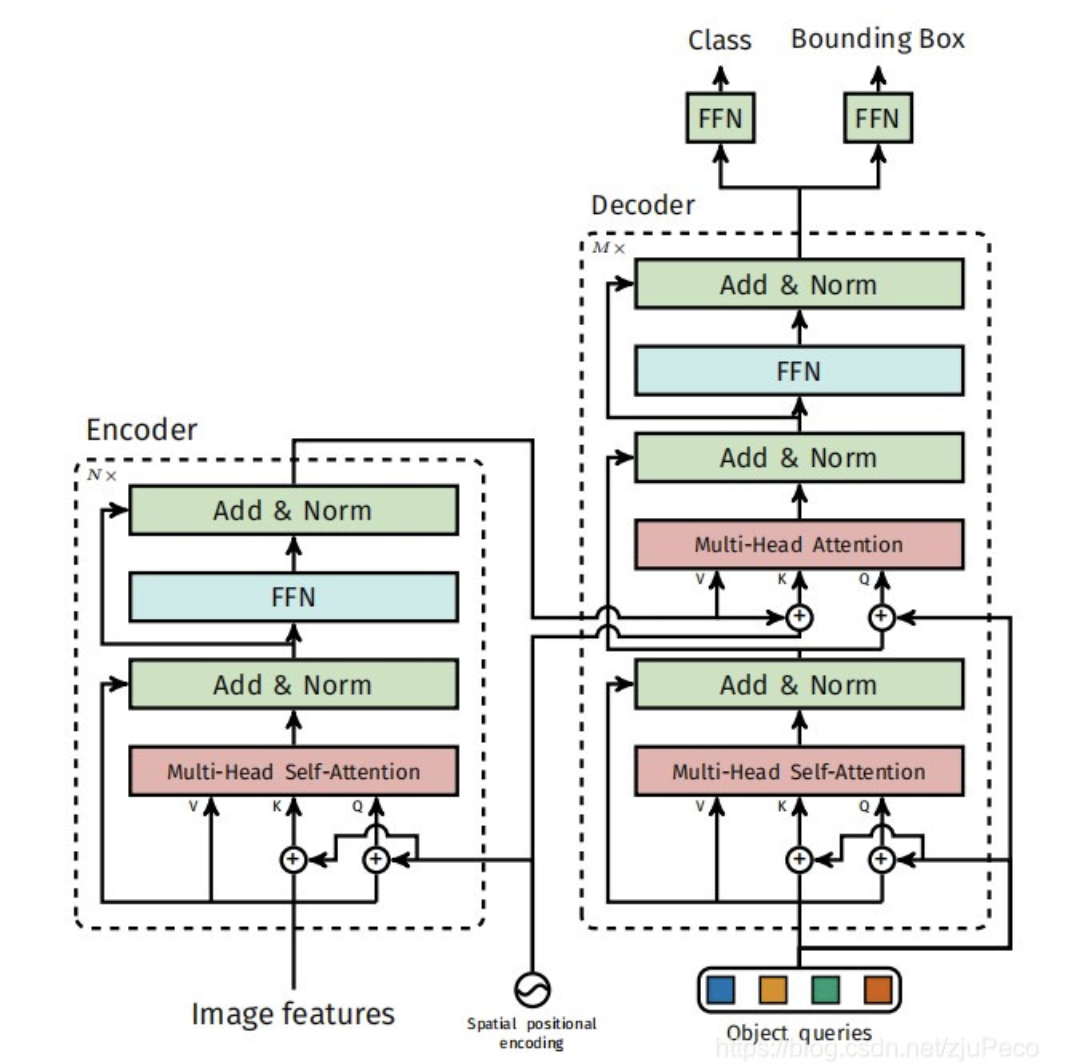 Class
Bounding Box
FFN
FFN
Decoder
M×
Add & Norm
FFN
Add & Norm
Multi-Head Attention
V
K
Q
+
+
Add & Norm
Multi-Head Self-Attention
V
K
Q
+
+
Object queries
Encoder
N×
Add & Norm
FFN
Add & Norm
Multi-Head Self-Attention
V
K
Q
+
+
Image features
Spatial positional
encoding
https://blog.csdn.net/zjuPeco